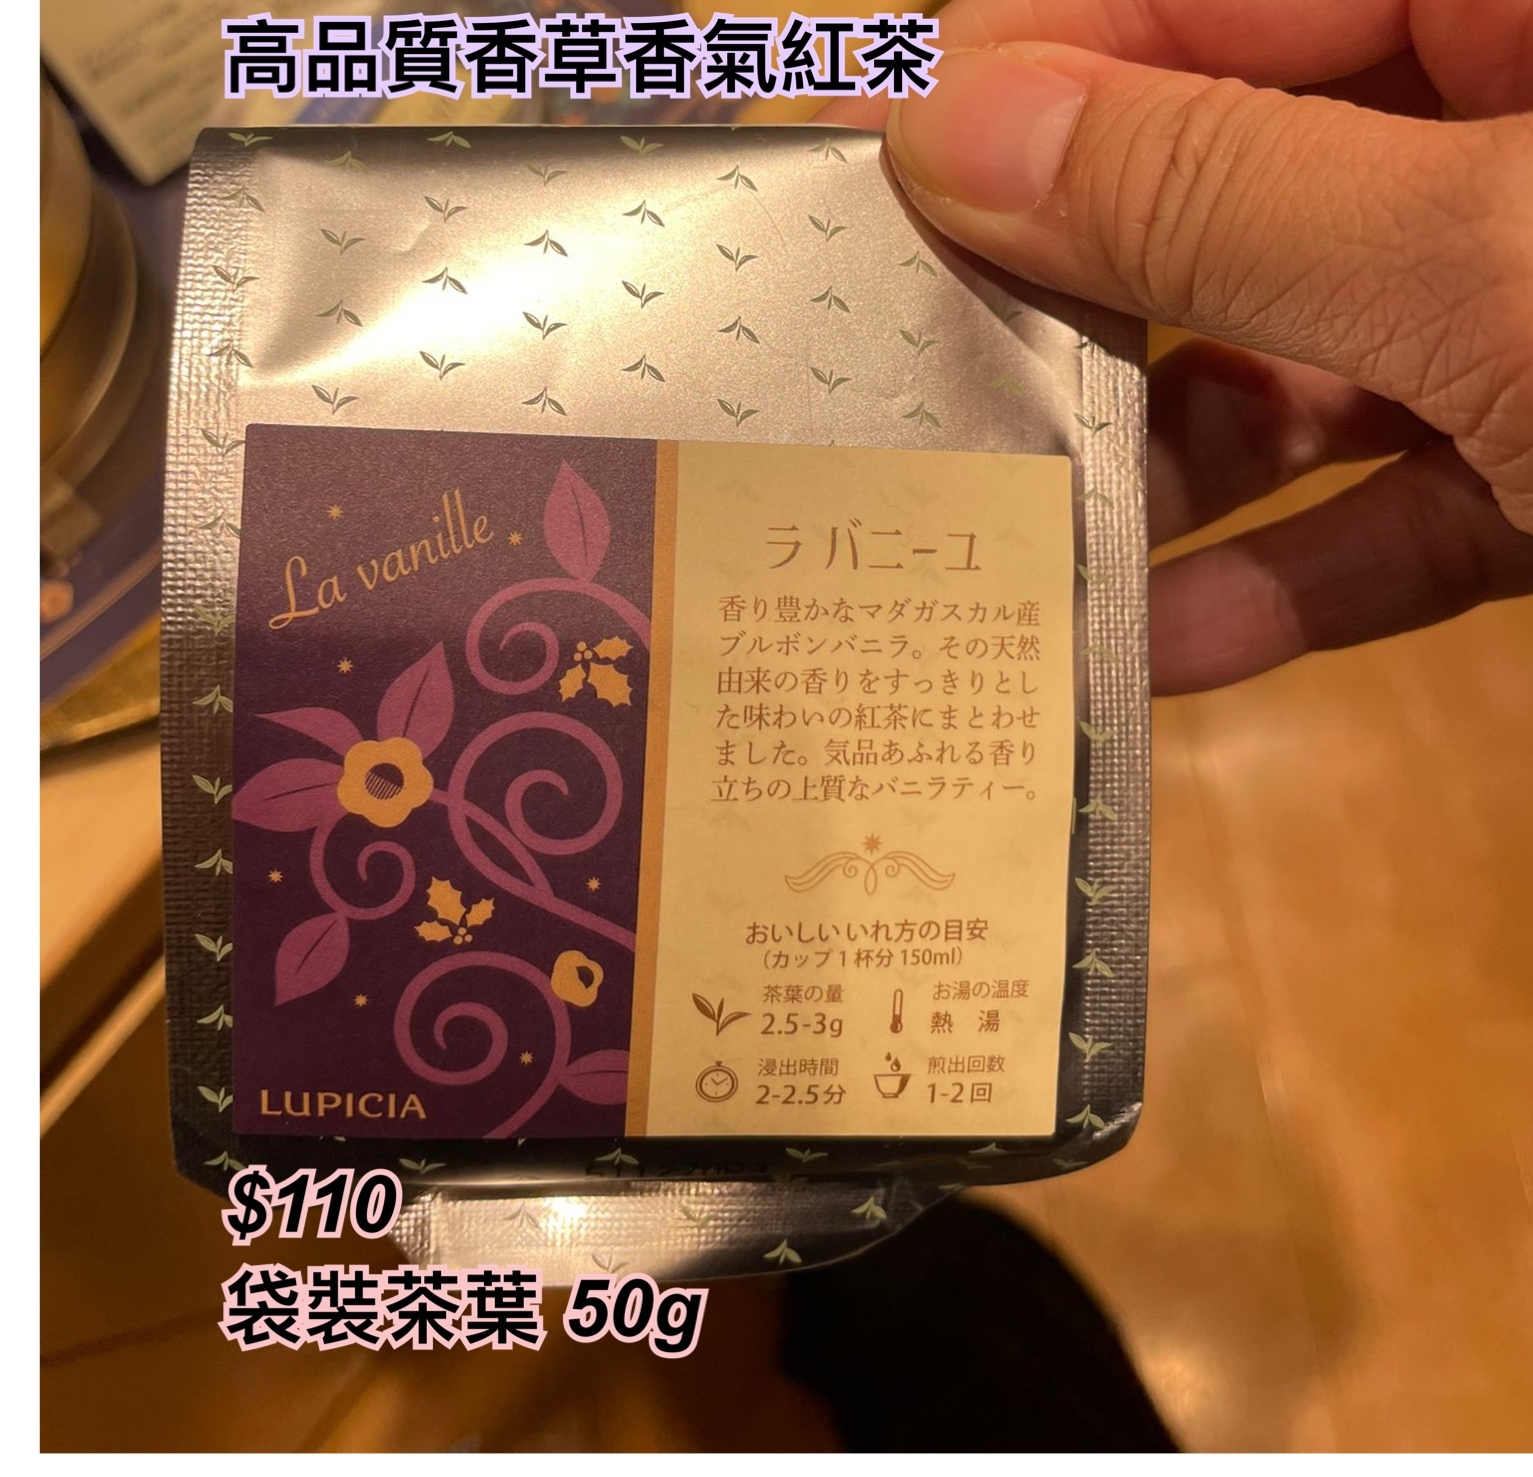 高品質香草香氣紅茶
La vanille
LUPICIA
ラ バニーユ
香り豊かなマダガスカル産
ブルボンバニラ。その天然
由来の香りをすっきりとし
た味わいの紅茶にまとわせ
ました。気品あふれる香り
立ちの上質なバニラティー。
おいしいいれ方の目安
(カップ1杯分 150ml)
茶葉の量
2.5-3g
お湯の温度
熱 湯
浸出時間
2-2.5分
煎出回数
1-2回
$110
袋裝茶葉 50g